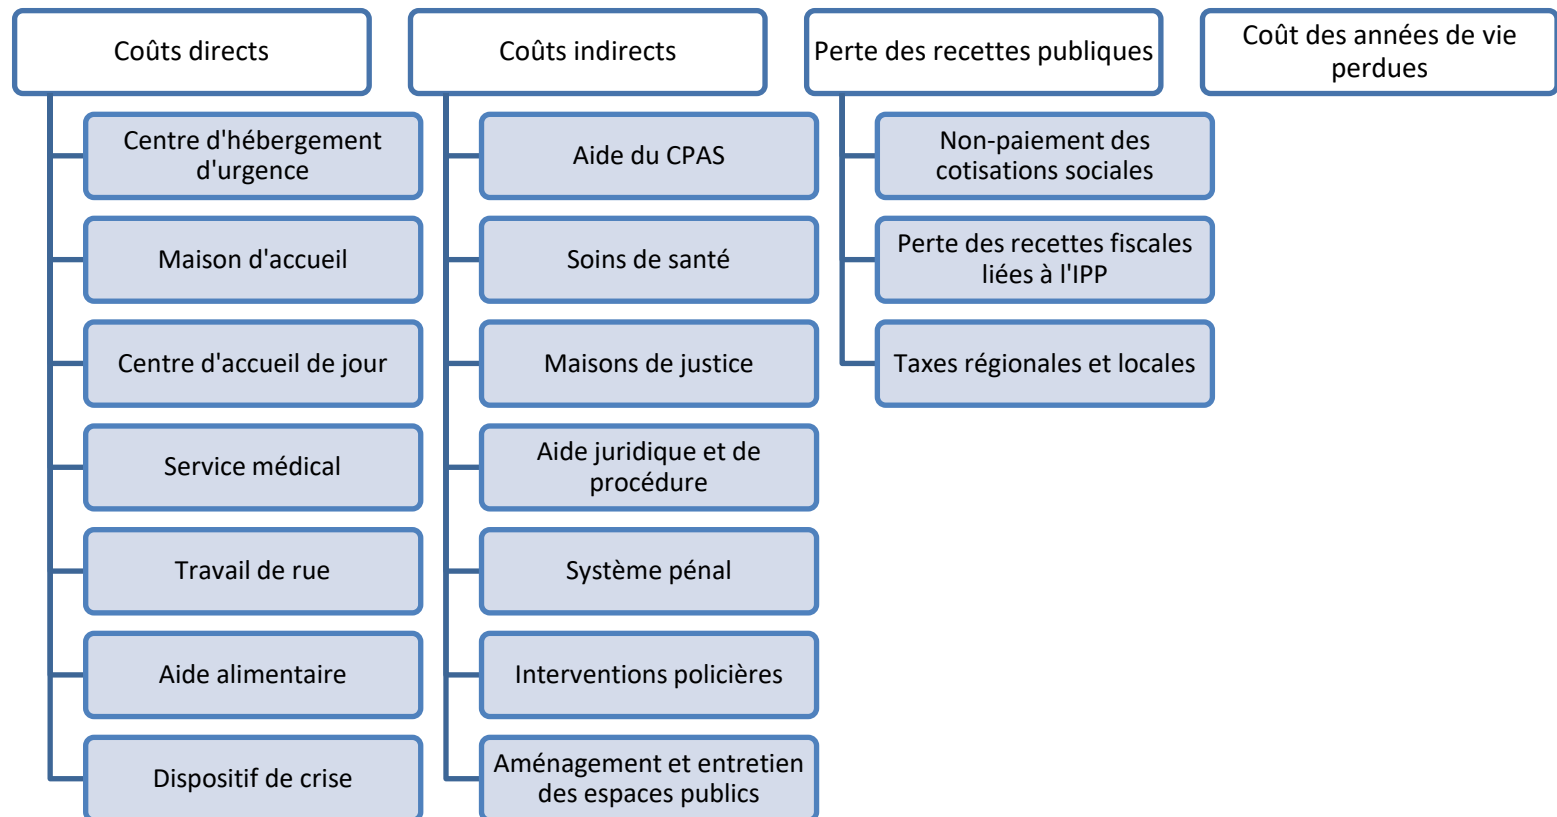 Coûts directs
Centre d'hébergement
d'urgence
Maison d'accueil
Centre d'accueil de jour
Service médical
Travail de rue
Aide alimentaire
Dispositif de crise
Coûts indirects
Aide du CPAS
Soins de santé
Maisons de justice
Aide juridique et de
procédure
Système pénal
Interventions policières
Aménagement et entretien
des espaces publics
Perte des recettes publiques
Non-paiement des
cotisations sociales
Perte des recettes fiscales
liées à l'IPP
Taxes régionales et locales
Coût des années de vie
perdues